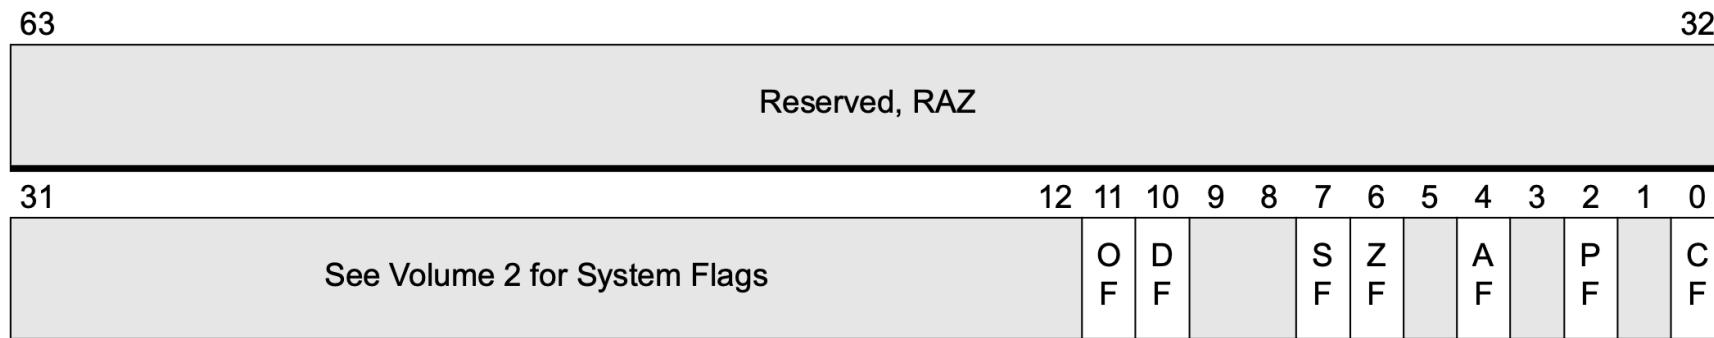 63 32
Reserved, RAZ
31 12 11 10 9 8 7 6 5 4 3 2 1 0
See Volume 2 for System Flags
O D S Z A P C
F F F F F F F